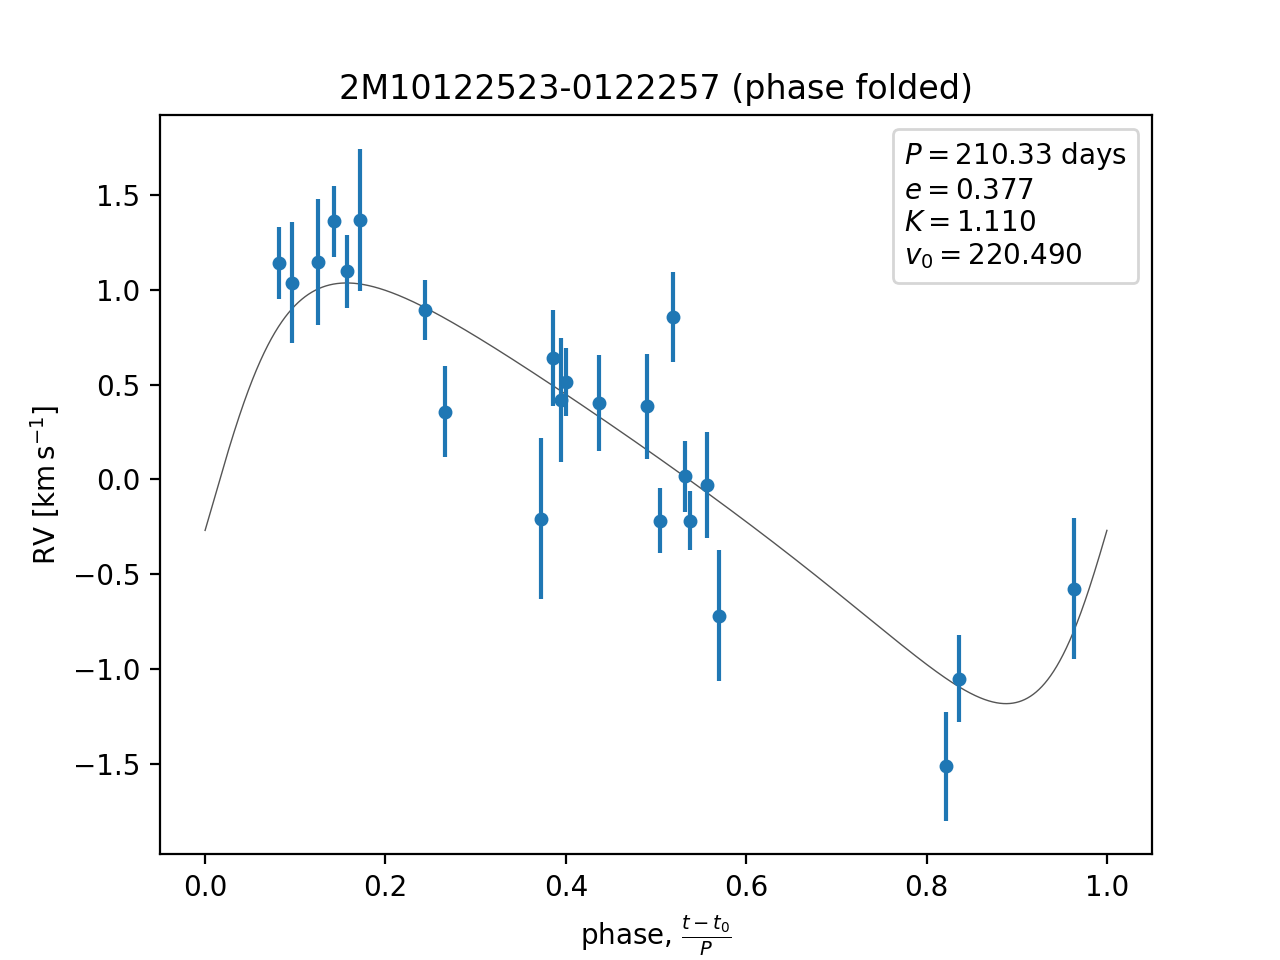 2M10122523-0122257 (phase folded)
P = 210.33 days
e = 0.377
K = 1.110
v₀ = 220.490
1.5
1.0
0.5
0.0
−0.5
−1.0
−1.5
RV [km s⁻¹]
0.0 0.2 0.4 0.6 0.8 1.0
phase, (t − t₀)/P